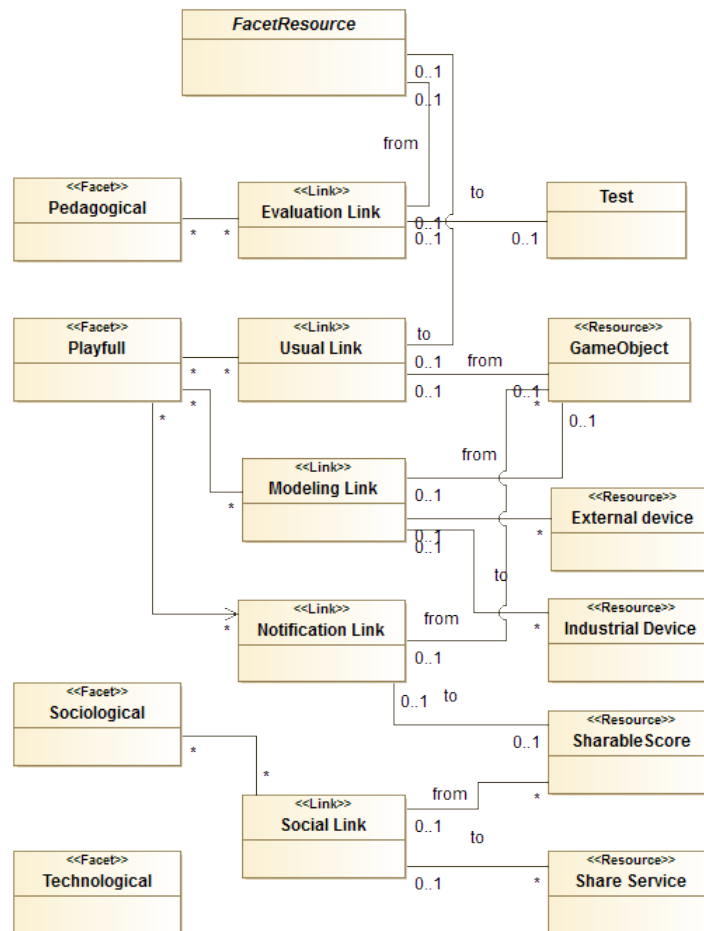 FacetResource
0..1
0..1
from
<<Facet>>
Pedagogical
*
<<Link>>
Evaluation Link
*
0..1
0..1
to
Test
0..1
<<Facet>>
Playfull
*
*
*
<<Link>>
Usual Link
*
to
0..1
0..1
from
<<Resource>>
GameObject
0..1
*
0..1
<<Link>>
Modeling Link
*
from
0..1
0..1
0..1
<<Resource>>
External device
*
to
<<Link>>
Notification Link
*
from
0..1
<<Resource>>
Industrial Device
*
0..1
to
<<Facet>>
Sociological
*
<<Resource>>
SharableScore
0..1
*
<<Link>>
Social Link
*
from
0..1
to
0..1
<<Facet>>
Technological
<<Resource>>
Share Service
*